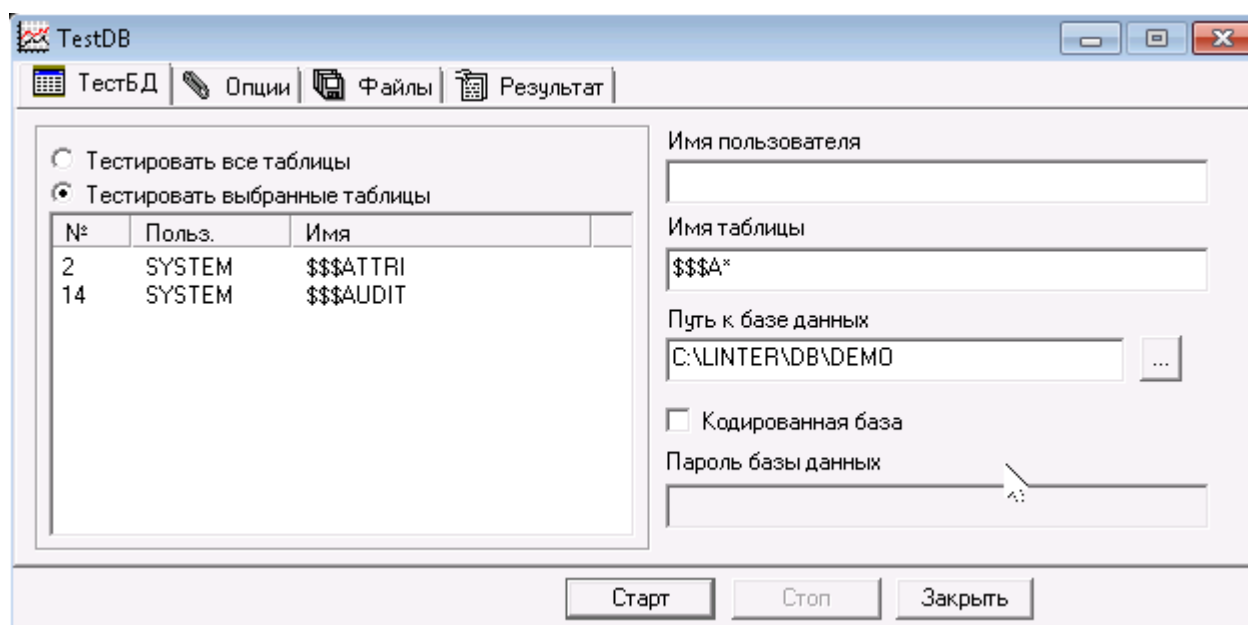 TestDB
ТестБД Опции Файлы Результат
Тестировать все таблицы
Тестировать выбранные таблицы
№ Польз. Имя
2 SYSTEM $$$ATTRI
14 SYSTEM $$$AUDIT
Имя пользователя
Имя таблицы
$$$A*
Путь к базе данных
C:\LINTER\DB\DEMO
...
Кодированная база
Пароль базы данных
Старт Стоп Закрыть